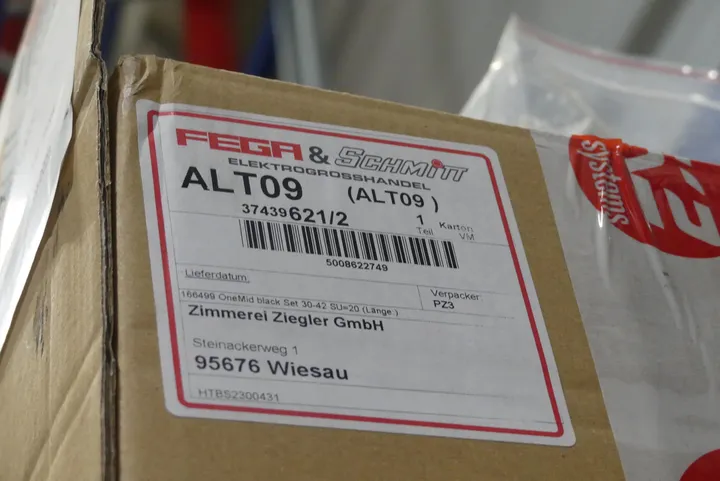 FEGA & SCHMITT
ELEKTROGROSSHANDEL
ALT09 (ALT09 )
37439621/2 1 Karton
Teil VM
5008622749
Lieferdatum:
166499 OneMid black Set 30-42 SU=20 (Länge )
Verpacker:
PZ3
Zimmerei Ziegler GmbH
Steinackerweg 1
95676 Wiesau
HTBS2300431
systems